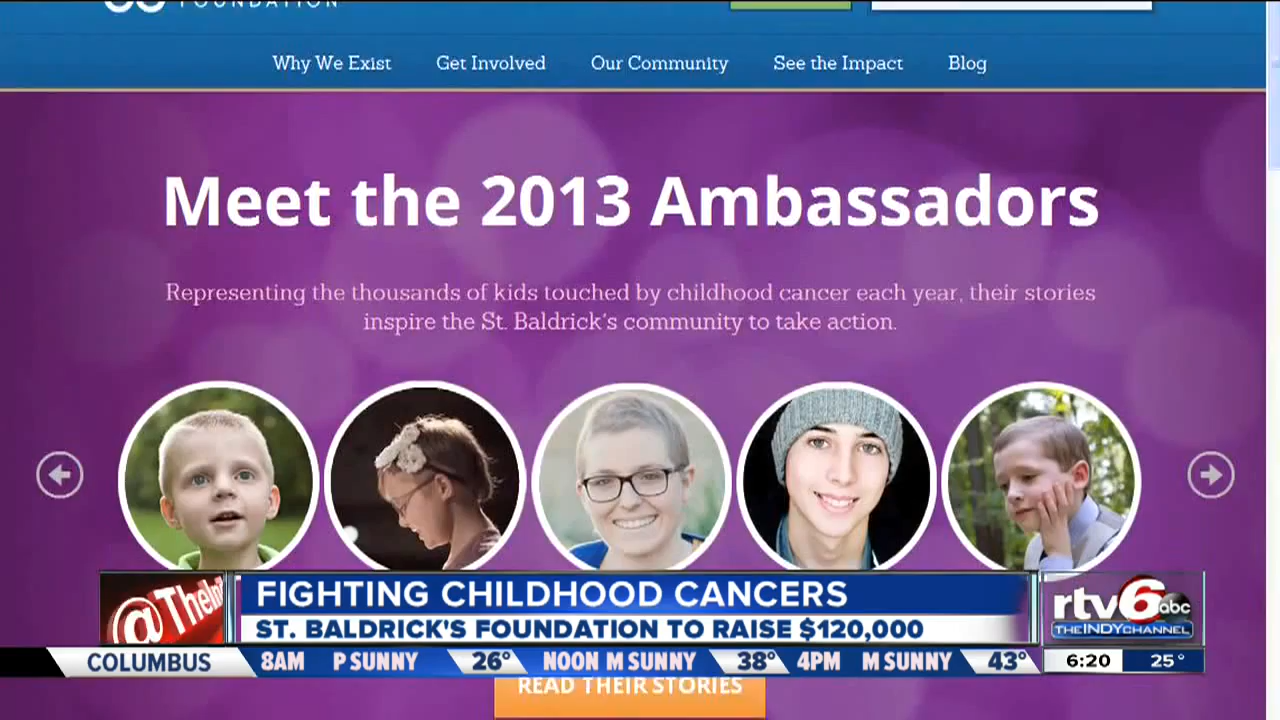 FOUNDATION
Why We Exist Get Involved Our Community See the Impact Blog
Meet the 2013 Ambassadors
Representing the thousands of kids touched by childhood cancer each year, their stories
inspire the St. Baldrick's community to take action.
@TheIn
FIGHTING CHILDHOOD CANCERS
ST. BALDRICK'S FOUNDATION TO RAISE $120,000
rtv6 abc
THE INDY CHANNEL
COLUMBUS 8AM P SUNNY 26° NOON M SUNNY 38° 4PM M SUNNY 43° 6:20 25°
READ THEIR STORIES